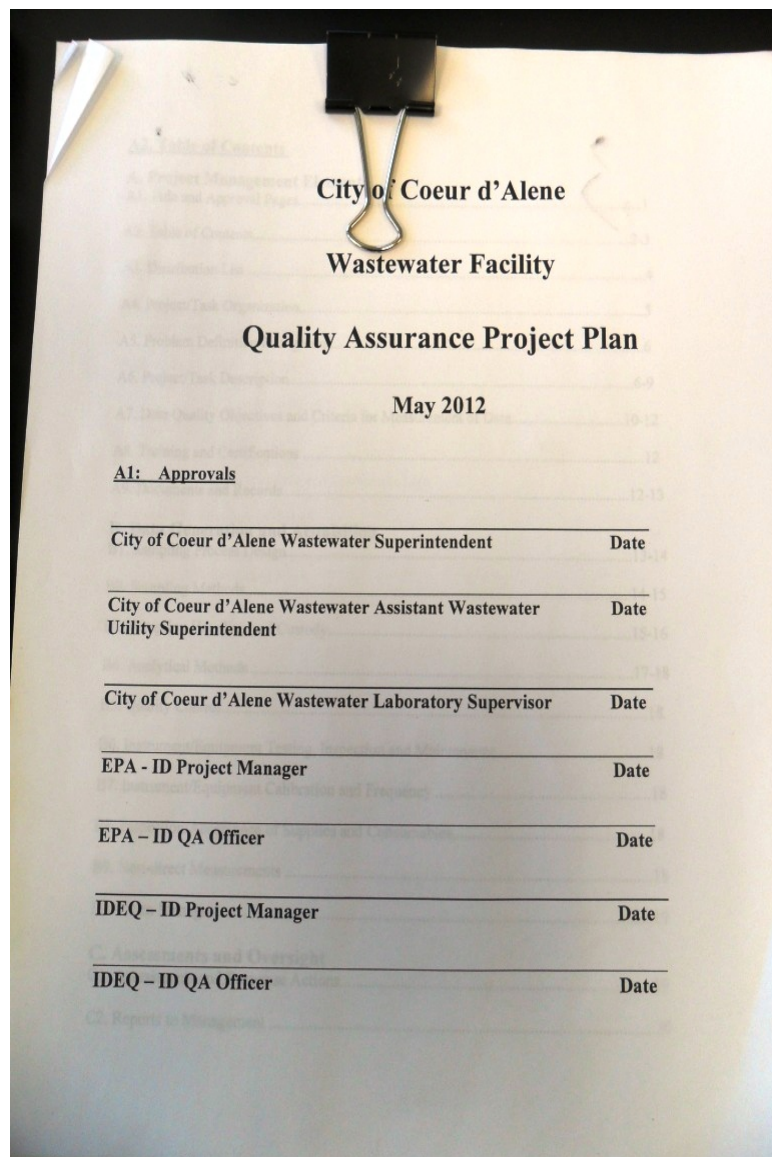 City of Coeur d'Alene
Wastewater Facility
Quality Assurance Project Plan
May 2012
A1: Approvals
City of Coeur d'Alene Wastewater Superintendent Date
City of Coeur d'Alene Wastewater Assistant Wastewater Date
Utility Superintendent
City of Coeur d'Alene Wastewater Laboratory Supervisor Date
EPA - ID Project Manager Date
EPA – ID QA Officer Date
IDEQ – ID Project Manager Date
IDEQ – ID QA Officer Date